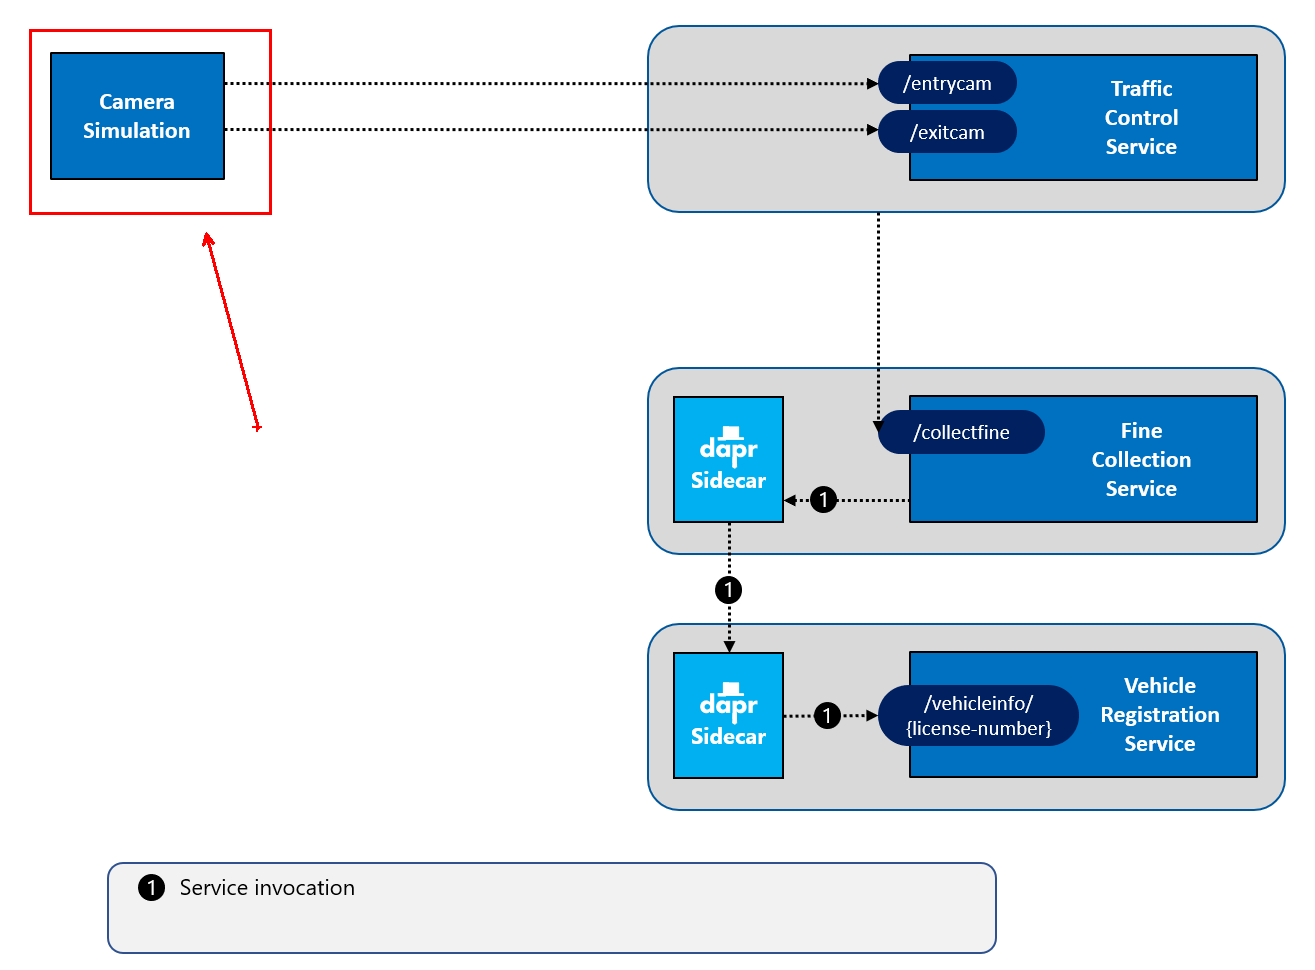 Camera
Simulation
/entrycam
/exitcam
Traffic
Control
Service
dapr
Sidecar
/collectfine
Fine
Collection
Service
1
1
dapr
Sidecar
1
/vehicleinfo/
{license-number}
Vehicle
Registration
Service
1 Service invocation